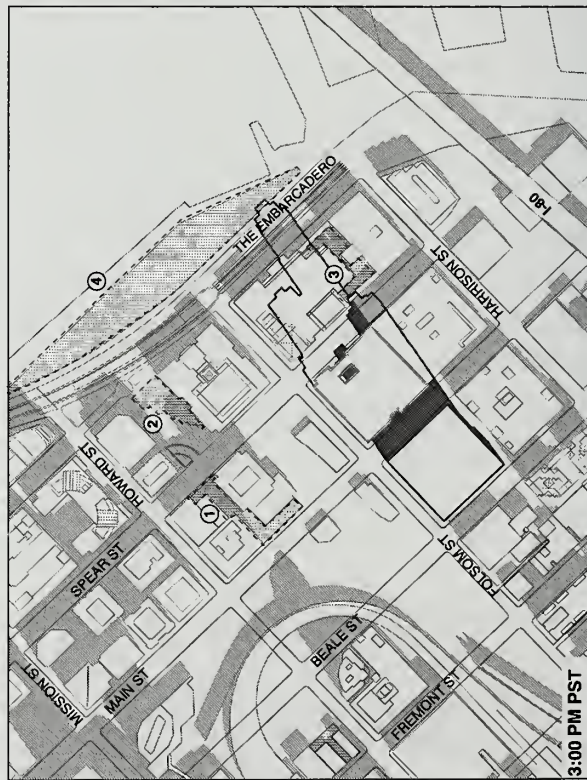 4
THE EMBARCADERO
I-80
3
HARRISON ST
2
HOWARD ST
1
SPEAR ST
MISSION ST
MAIN ST
FOLSOM ST
BEALE ST
FREMONT ST
:00 PM PST